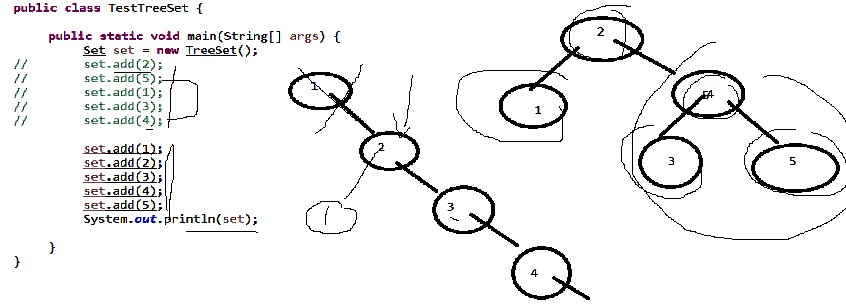 public class TestTreeSet {
public static void main(String[] args) {
Set set = new TreeSet();
// set.add(2);
// set.add(5);
// set.add(1);
// set.add(3);
// set.add(4);
set.add(1);
set.add(2);
set.add(3);
set.add(4);
set.add(5);
System.out.println(set);
}
}
1
2
3
4
1
2
1
4
3
5